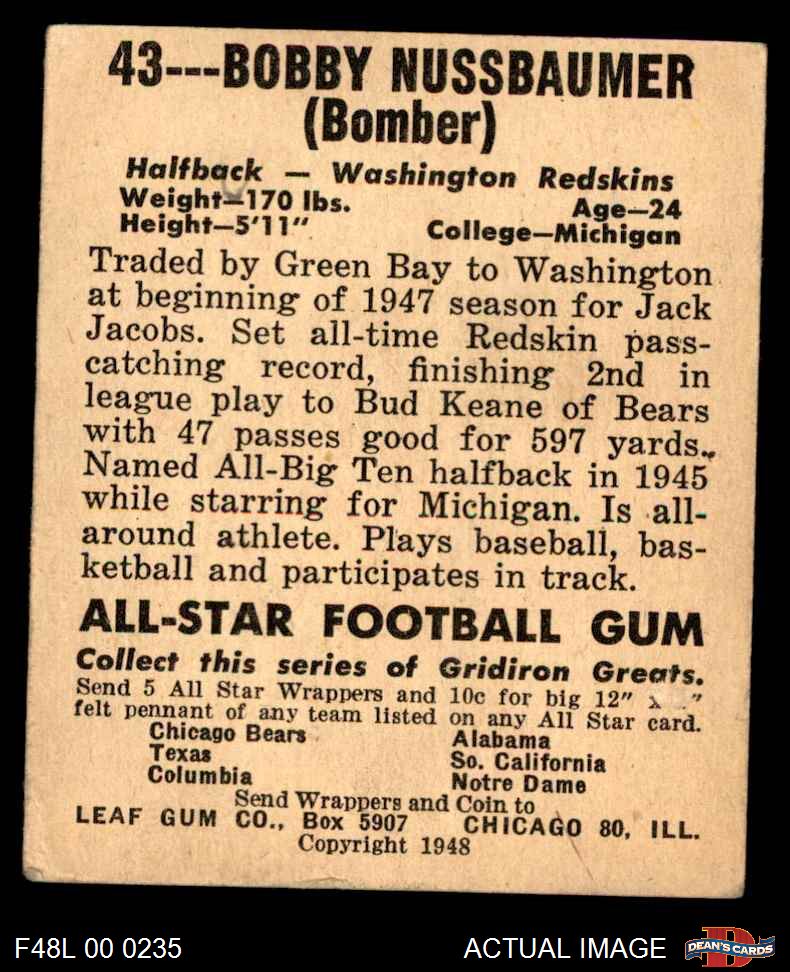 43---BOBBY NUSSBAUMER
(Bomber)
Halfback — Washington Redskins
Weight—170 lbs. Age—24
Height—5'11" College—Michigan
Traded by Green Bay to Washington
at beginning of 1947 season for Jack
Jacobs. Set all-time Redskin pass-
catching record, finishing 2nd in
league play to Bud Keane of Bears
with 47 passes good for 597 yards.
Named All-Big Ten halfback in 1945
while starring for Michigan. Is all-
around athlete. Plays baseball, bas-
ketball and participates in track.
ALL-STAR FOOTBALL GUM
Collect this series of Gridiron Greats.
Send 5 All Star Wrappers and 10c for big 12" x "
felt pennant of any team listed on any All Star card.
Chicago Bears Alabama
Texas So. California
Columbia Notre Dame
Send Wrappers and Coin to
LEAF GUM CO., Box 5907 CHICAGO 80, ILL.
Copyright 1948
F48L 00 0235 ACTUAL IMAGE DEAN'S CARDS